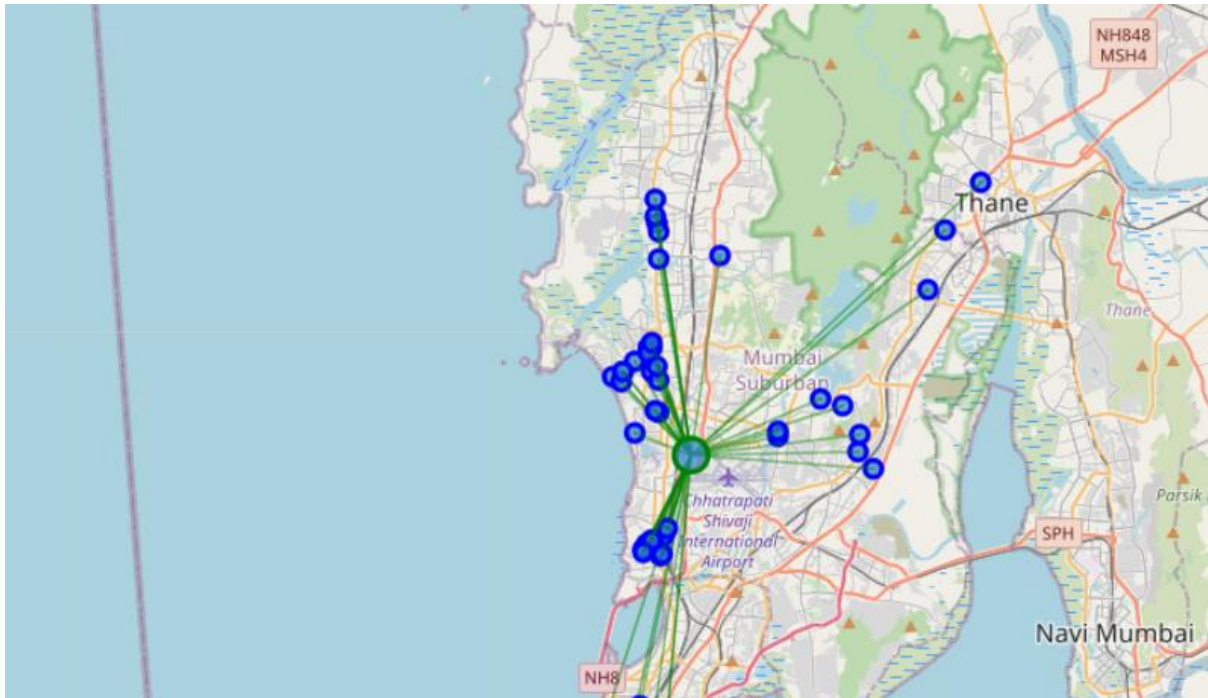 NH848
MSH4
Thane
Thane
Mumbai
Suburban
Chhatrapati
Shivaji
International
Airport
Parsik
SPH
Navi Mumbai
NH8